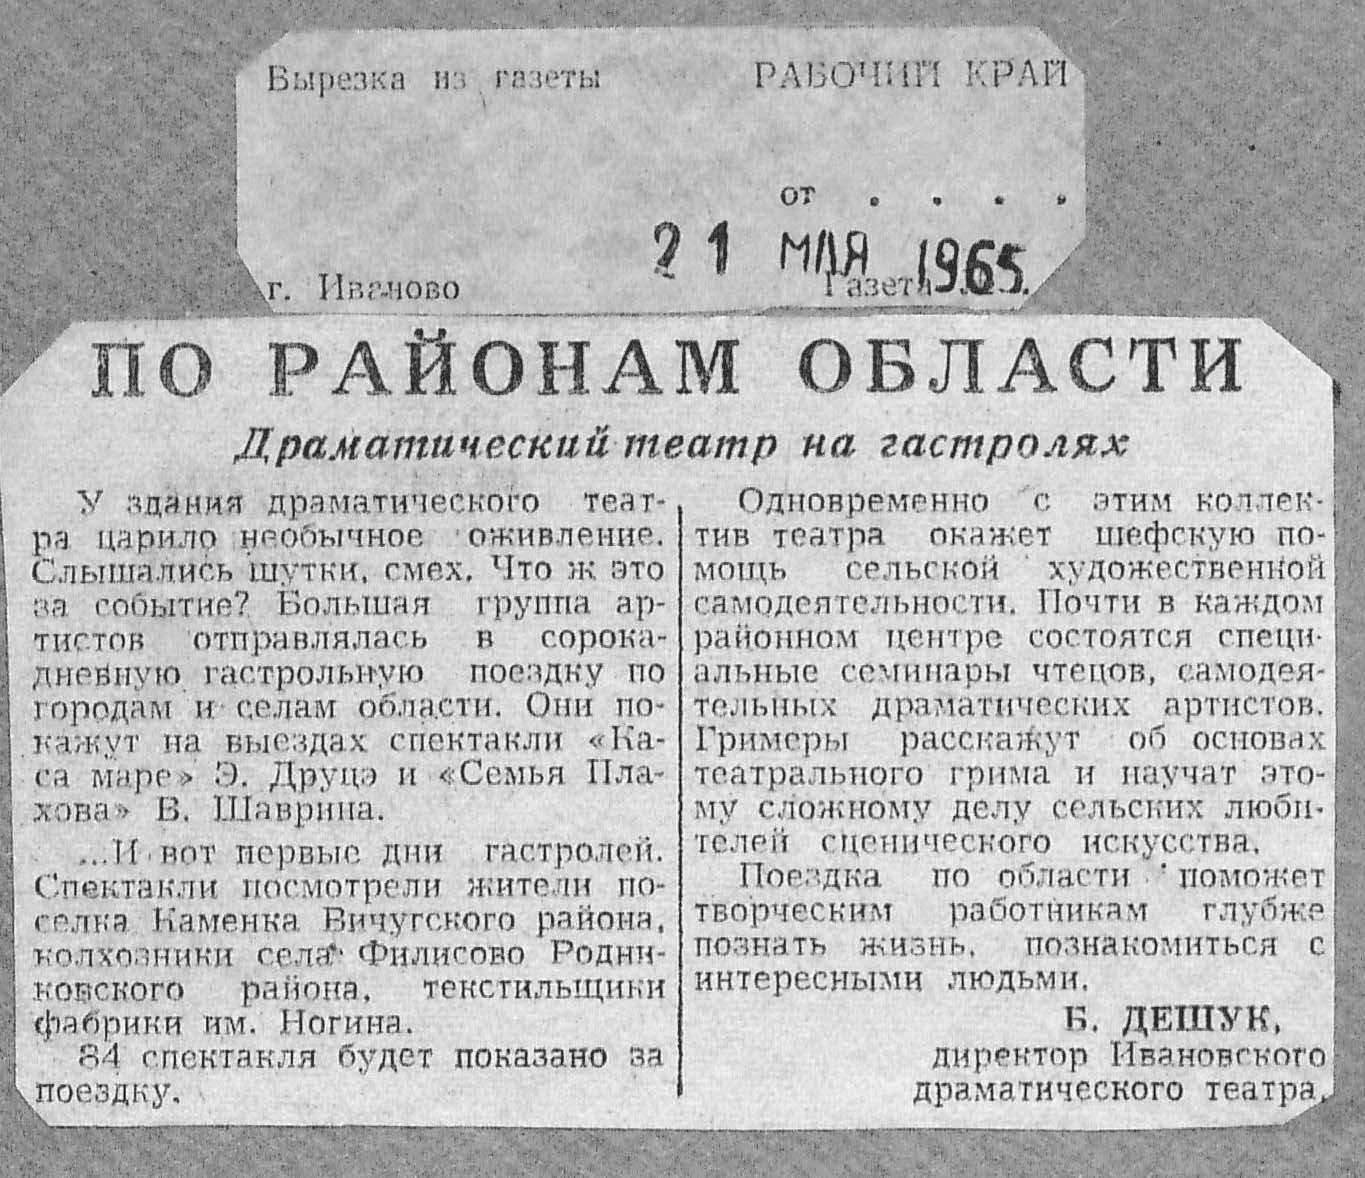 Вырезка из газеты РАБОЧИЙ КРАЙ
от . . . .
21 МАЯ 1965
г. Иваново Газета
ПО РАЙОНАМ ОБЛАСТИ
Драматический театр на гастролях
У здания драматического теат-
ра царило необычное оживление.
Слышались шутки, смех. Что ж это
за событие? Большая группа ар-
тистов отправлялась в сорока-
дневную гастрольную поездку по
городам и селам области. Они по-
кажут на выездах спектакли «Ка-
са маре» Э. Друцэ и «Семья Пла-
хова» В. Шаврина.
...И вот первые дни гастролей.
Спектакли посмотрели жители по-
селка Каменка Вичугского района,
колхозники села Филисово Родни-
ковского района, текстильщики
фабрики им. Ногина.
84 спектакля будет показано за
поездку.
Одновременно с этим коллек-
тив театра окажет шефскую по-
мощь сельской художественной
самодеятельности. Почти в каждом
районном центре состоятся специ-
альные семинары чтецов, самодея-
тельных драматических артистов.
Гримеры расскажут об основах
театрального грима и научат это-
му сложному делу сельских люби-
телей сценического искусства.
Поездка по области поможет
творческим работникам глубже
познать жизнь, познакомиться с
интересными людьми.
Б. ДЕШУК,
директор Ивановского
драматического театра.